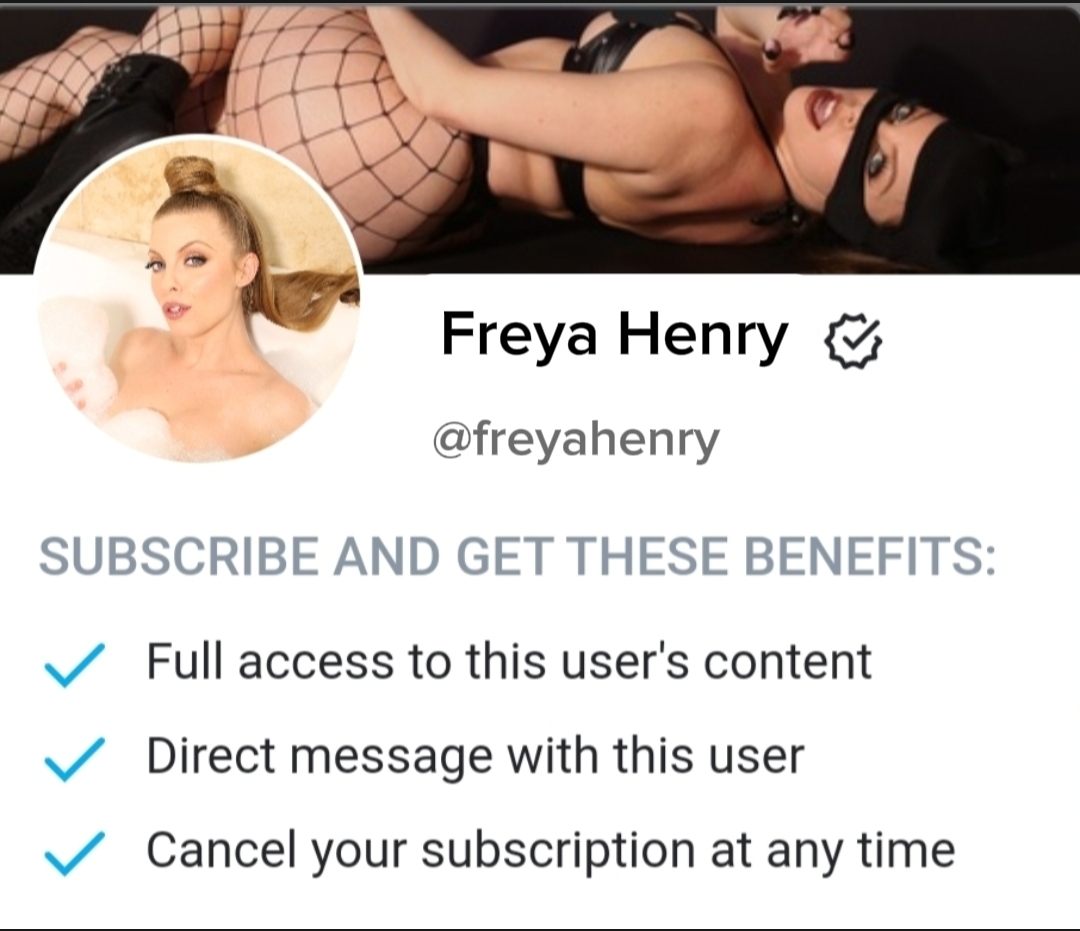 Freya Henry
@freyahenry
SUBSCRIBE AND GET THESE BENEFITS:
Full access to this user's content
Direct message with this user
Cancel your subscription at any time